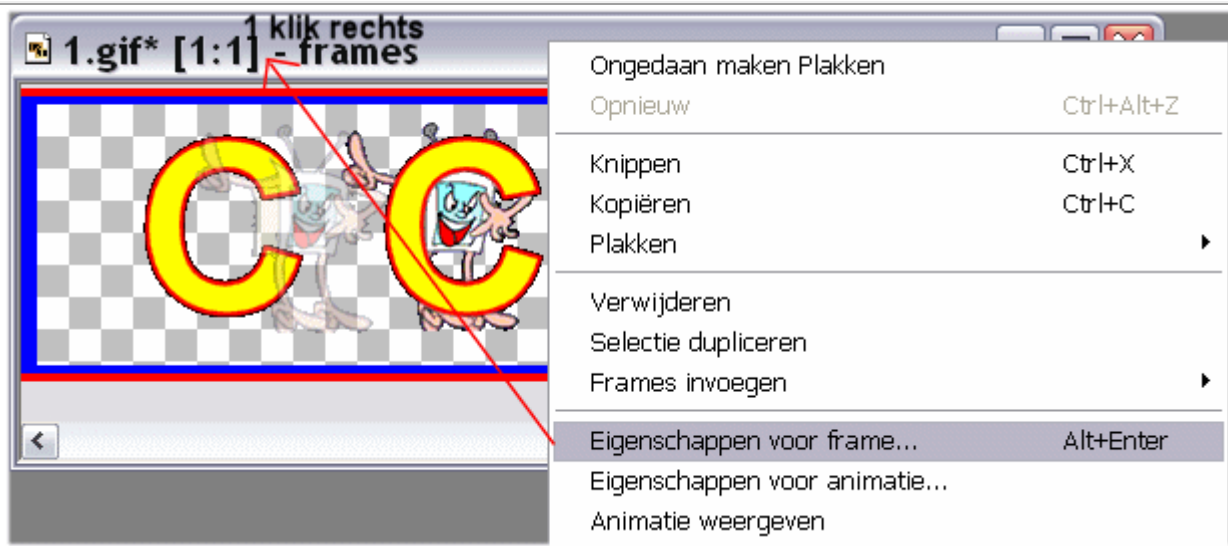 1 klik rechts
1.gif* [1:1] - frames
C C
Ongedaan maken Plakken
Opnieuw Ctrl+Alt+Z
Knippen Ctrl+X
Kopiëren Ctrl+C
Plakken
Verwijderen
Selectie dupliceren
Frames invoegen
Eigenschappen voor frame... Alt+Enter
Eigenschappen voor animatie...
Animatie weergeven